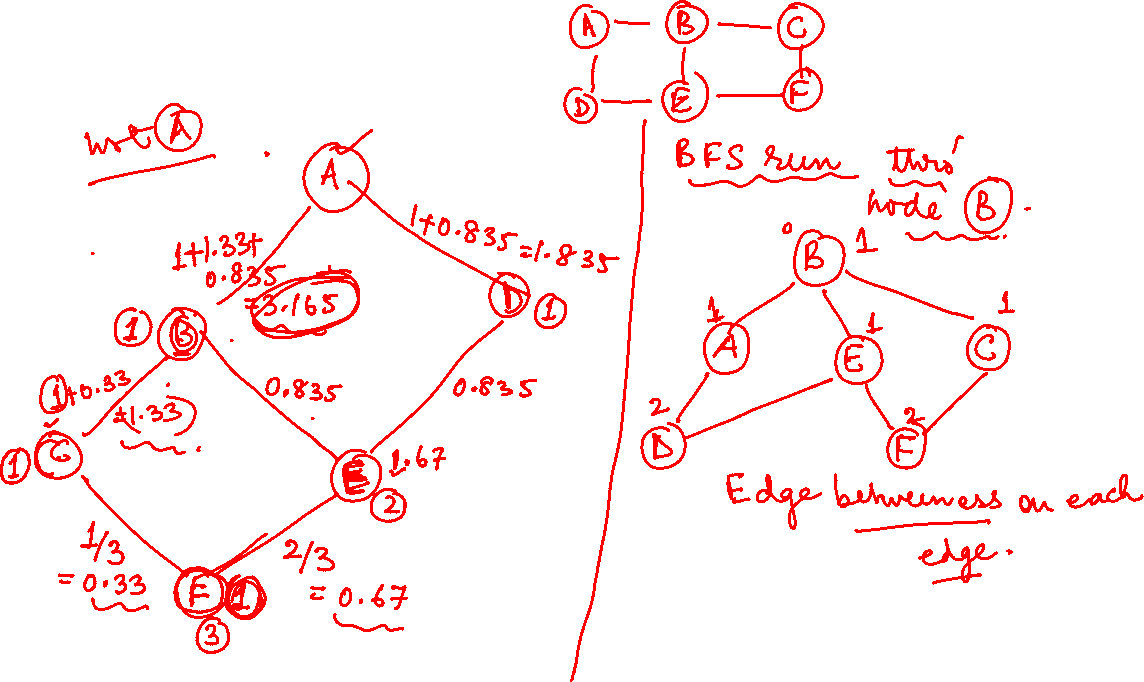 A B C
D E F
wrt A
A
1+1.33+
0.835
=3.165
1+0.835=1.835
1 B
D 1
1+0.33
=1.33
0.835
0.835
1 C
E 1.67
2
1/3
=0.33
2/3
=0.67
F 1
3
BFS run thro'
node B.
0 B 1
1 A
1 E
1 C
2 D
2 F
Edge betweeness on each
edge.